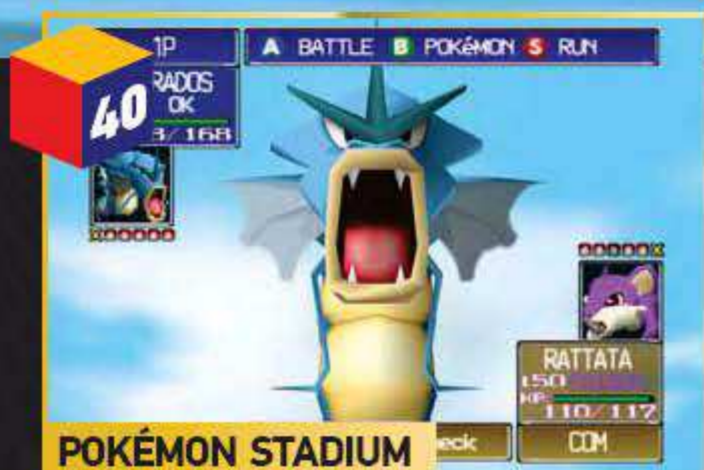 1P
A BATTLE B POKéMON S RUN
40
RADOS
OK
3/168
RATTATA
L50
HP:
110/117
eck
COM
POKÉMON STADIUM